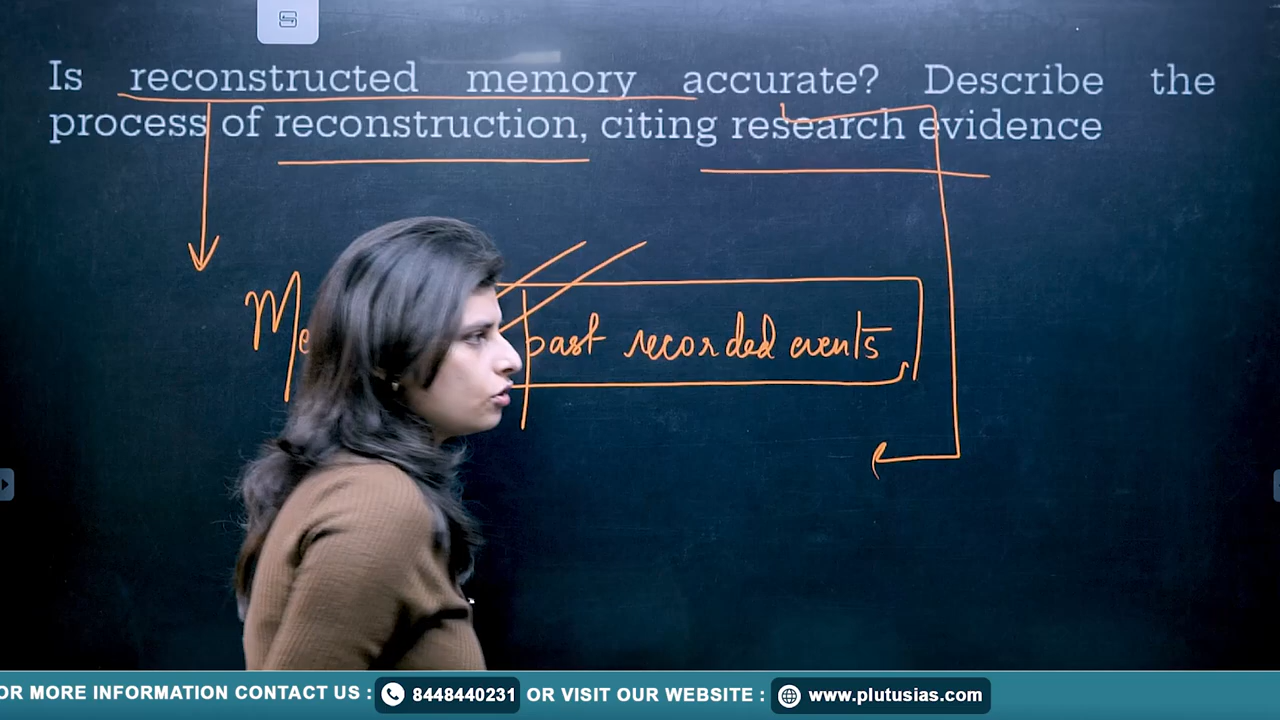 Is reconstructed memory accurate? Describe the
process of reconstruction, citing research evidence
past recorded events
OR MORE INFORMATION CONTACT US : 8448440231 OR VISIT OUR WEBSITE : www.plutusias.com